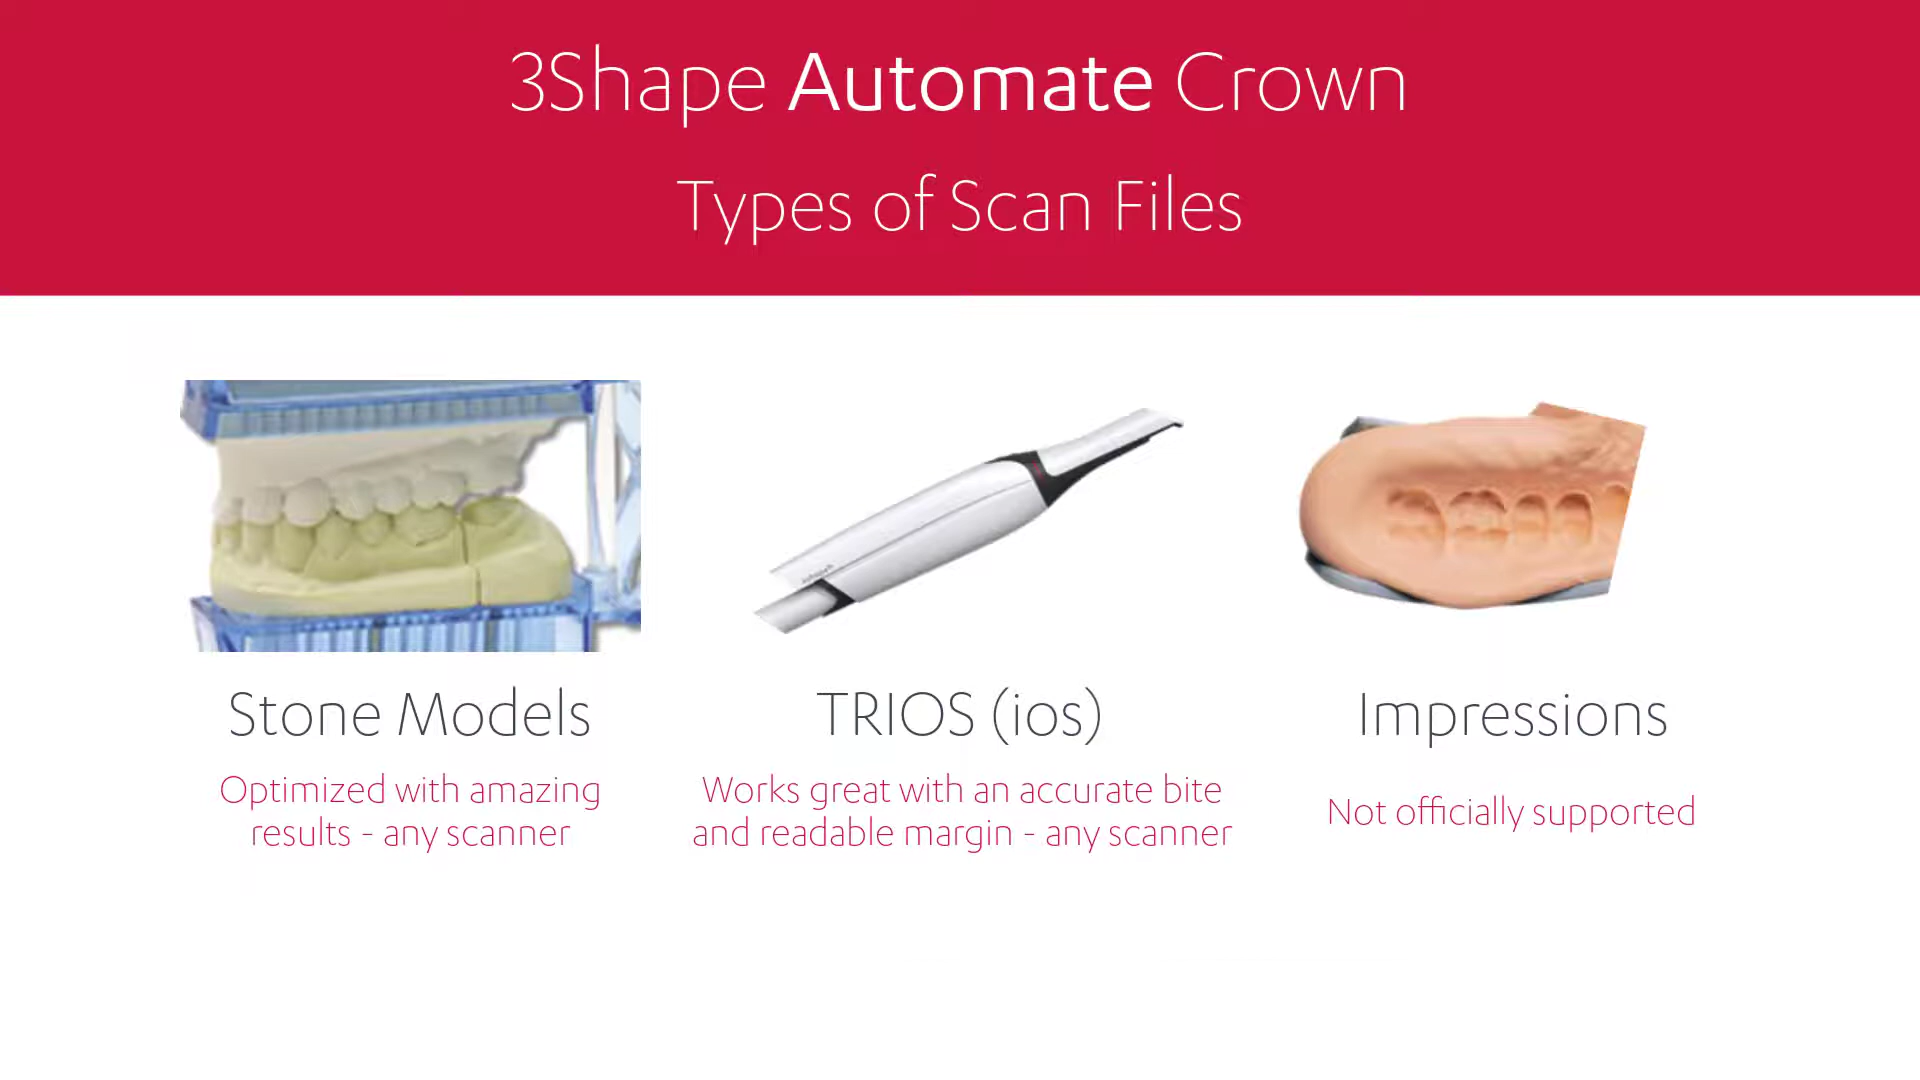 3Shape Automate Crown
Types of Scan Files
Stone Models
Optimized with amazing
results - any scanner
TRIOS (ios)
Works great with an accurate bite
and readable margin - any scanner
Impressions
Not officially supported